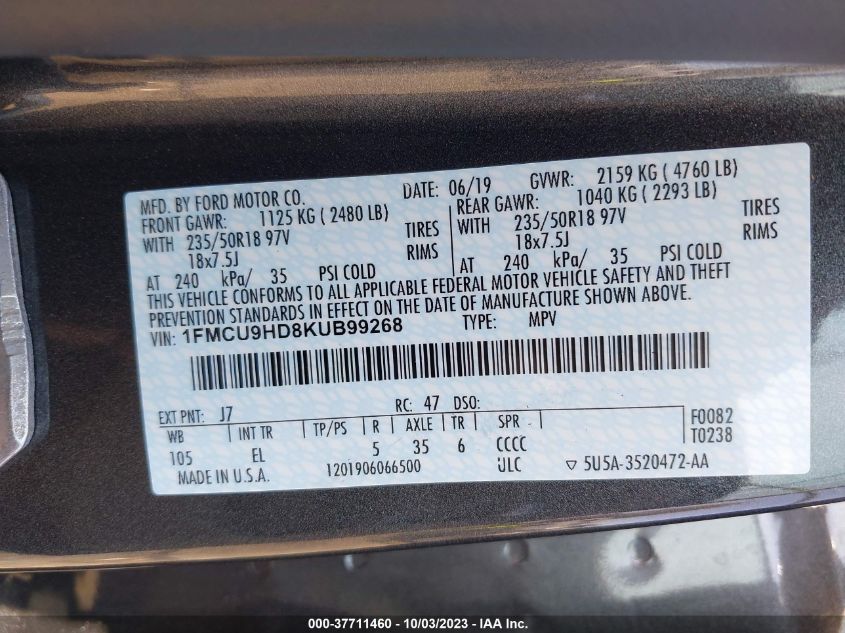 MFD. BY FORD MOTOR CO. DATE: 06/19 GVWR: 2159 KG ( 4760 LB)
FRONT GAWR: 1125 KG ( 2480 LB) REAR GAWR: 1040 KG ( 2293 LB)
WITH 235/50R18 97V TIRES WITH 235/50R18 97V TIRES
18x7.5J RIMS 18x7.5J RIMS
AT 240 kPa/ 35 PSI COLD AT 240 kPa/ 35 PSI COLD
THIS VEHICLE CONFORMS TO ALL APPLICABLE FEDERAL MOTOR VEHICLE SAFETY AND THEFT
PREVENTION STANDARDS IN EFFECT ON THE DATE OF MANUFACTURE SHOWN ABOVE.
VIN: 1FMCU9HD8KUB99268 TYPE: MPV
EXT PNT: J7 RC: 47 DSO:
WB INT TR TP/PS R AXLE TR SPR F0082
105 EL 5 35 6 CCCC T0238
MADE IN U.S.A. 1201906066500 ULC ▽ 5U5A-3520472-AA
000-37711460 - 10/03/2023 - IAA Inc.